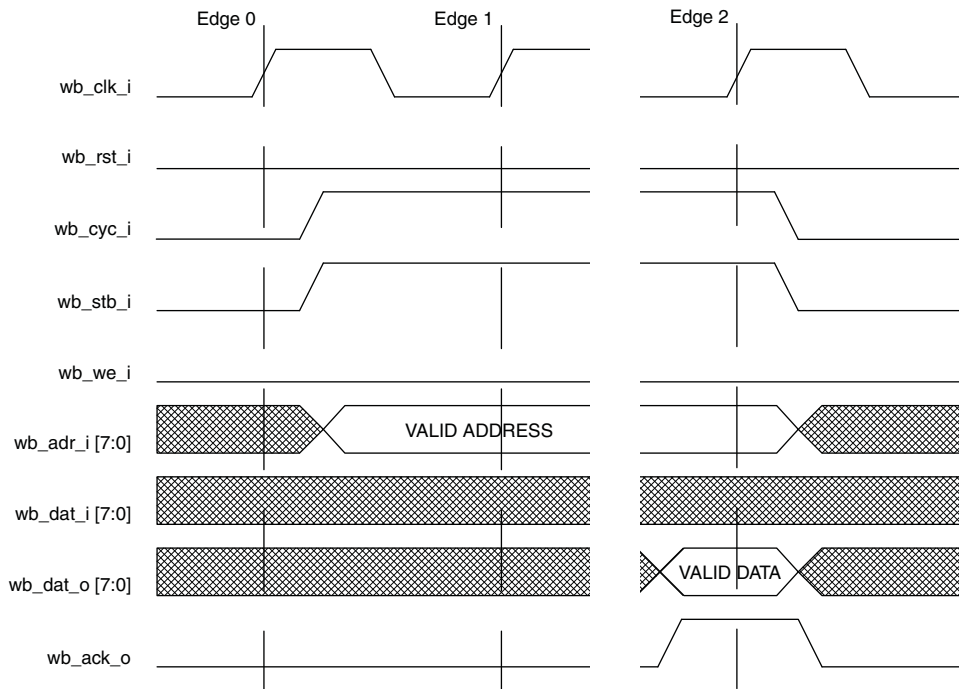 Edge 0 Edge 1 Edge 2
wb_clk_i
wb_rst_i
wb_cyc_i
wb_stb_i
wb_we_i
wb_adr_i [7:0] VALID ADDRESS
wb_dat_i [7:0]
wb_dat_o [7:0] VALID DATA
wb_ack_o